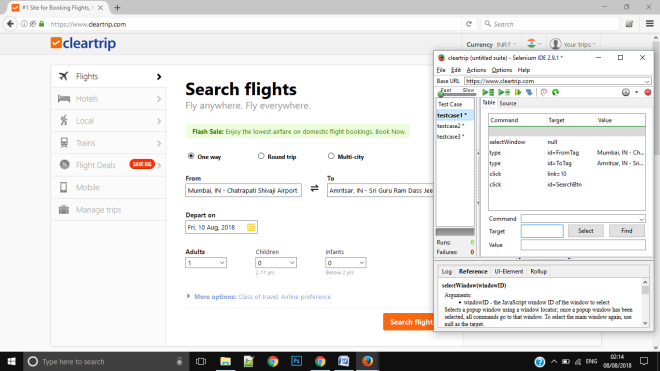 #1 Site for Booking Flights,
https://www.cleartrip.com
Search
cleartrip
Currency INR
Your trips
Flights
Hotels
Local
Trains
Flight Deals SAVE BIG
Mobile
Manage trips
Search flights
Fly anywhere. Fly everywhere.
Flash Sale: Enjoy the lowest airfare on domestic flight bookings. Book Now.
One way Round trip Multi-city
From To
Mumbai, IN - Chatrapati Shivaji Airport Amritsar, IN - Sri Guru Ram Dass Jee
Depart on
Fri, 10 Aug, 2018
Adults Children Infants
1 0 0
2-11 yrs Below 2 yrs
More options: Class of travel, Airline preference
Search flight
cleartrip (untitled suite) - Selenium IDE 2.9.1 *
File Edit Actions Options Help
Base URL https://www.cleartrip.com/
Fast Slow
Test Case
testcase1 *
testcase2 *
testcase3 *
Runs: 0
Failures: 0
Table Source
Command Target Value
selectWindow null
type id=FromTag Mumbai, IN - Ch...
type id=ToTag Amritsar, IN - Sri...
click link=10
click id=SearchBtn
Command
Target Select Find
Value
Log Reference UI-Element Rollup
selectWindow(windowID)
Arguments:
• windowID - the JavaScript window ID of the window to select
Selects a popup window using a window locator; once a popup window has been
selected, all commands go to that window. To select the main window again, use
null as the target.
Type here to search
ENG
02:14
08/08/2018